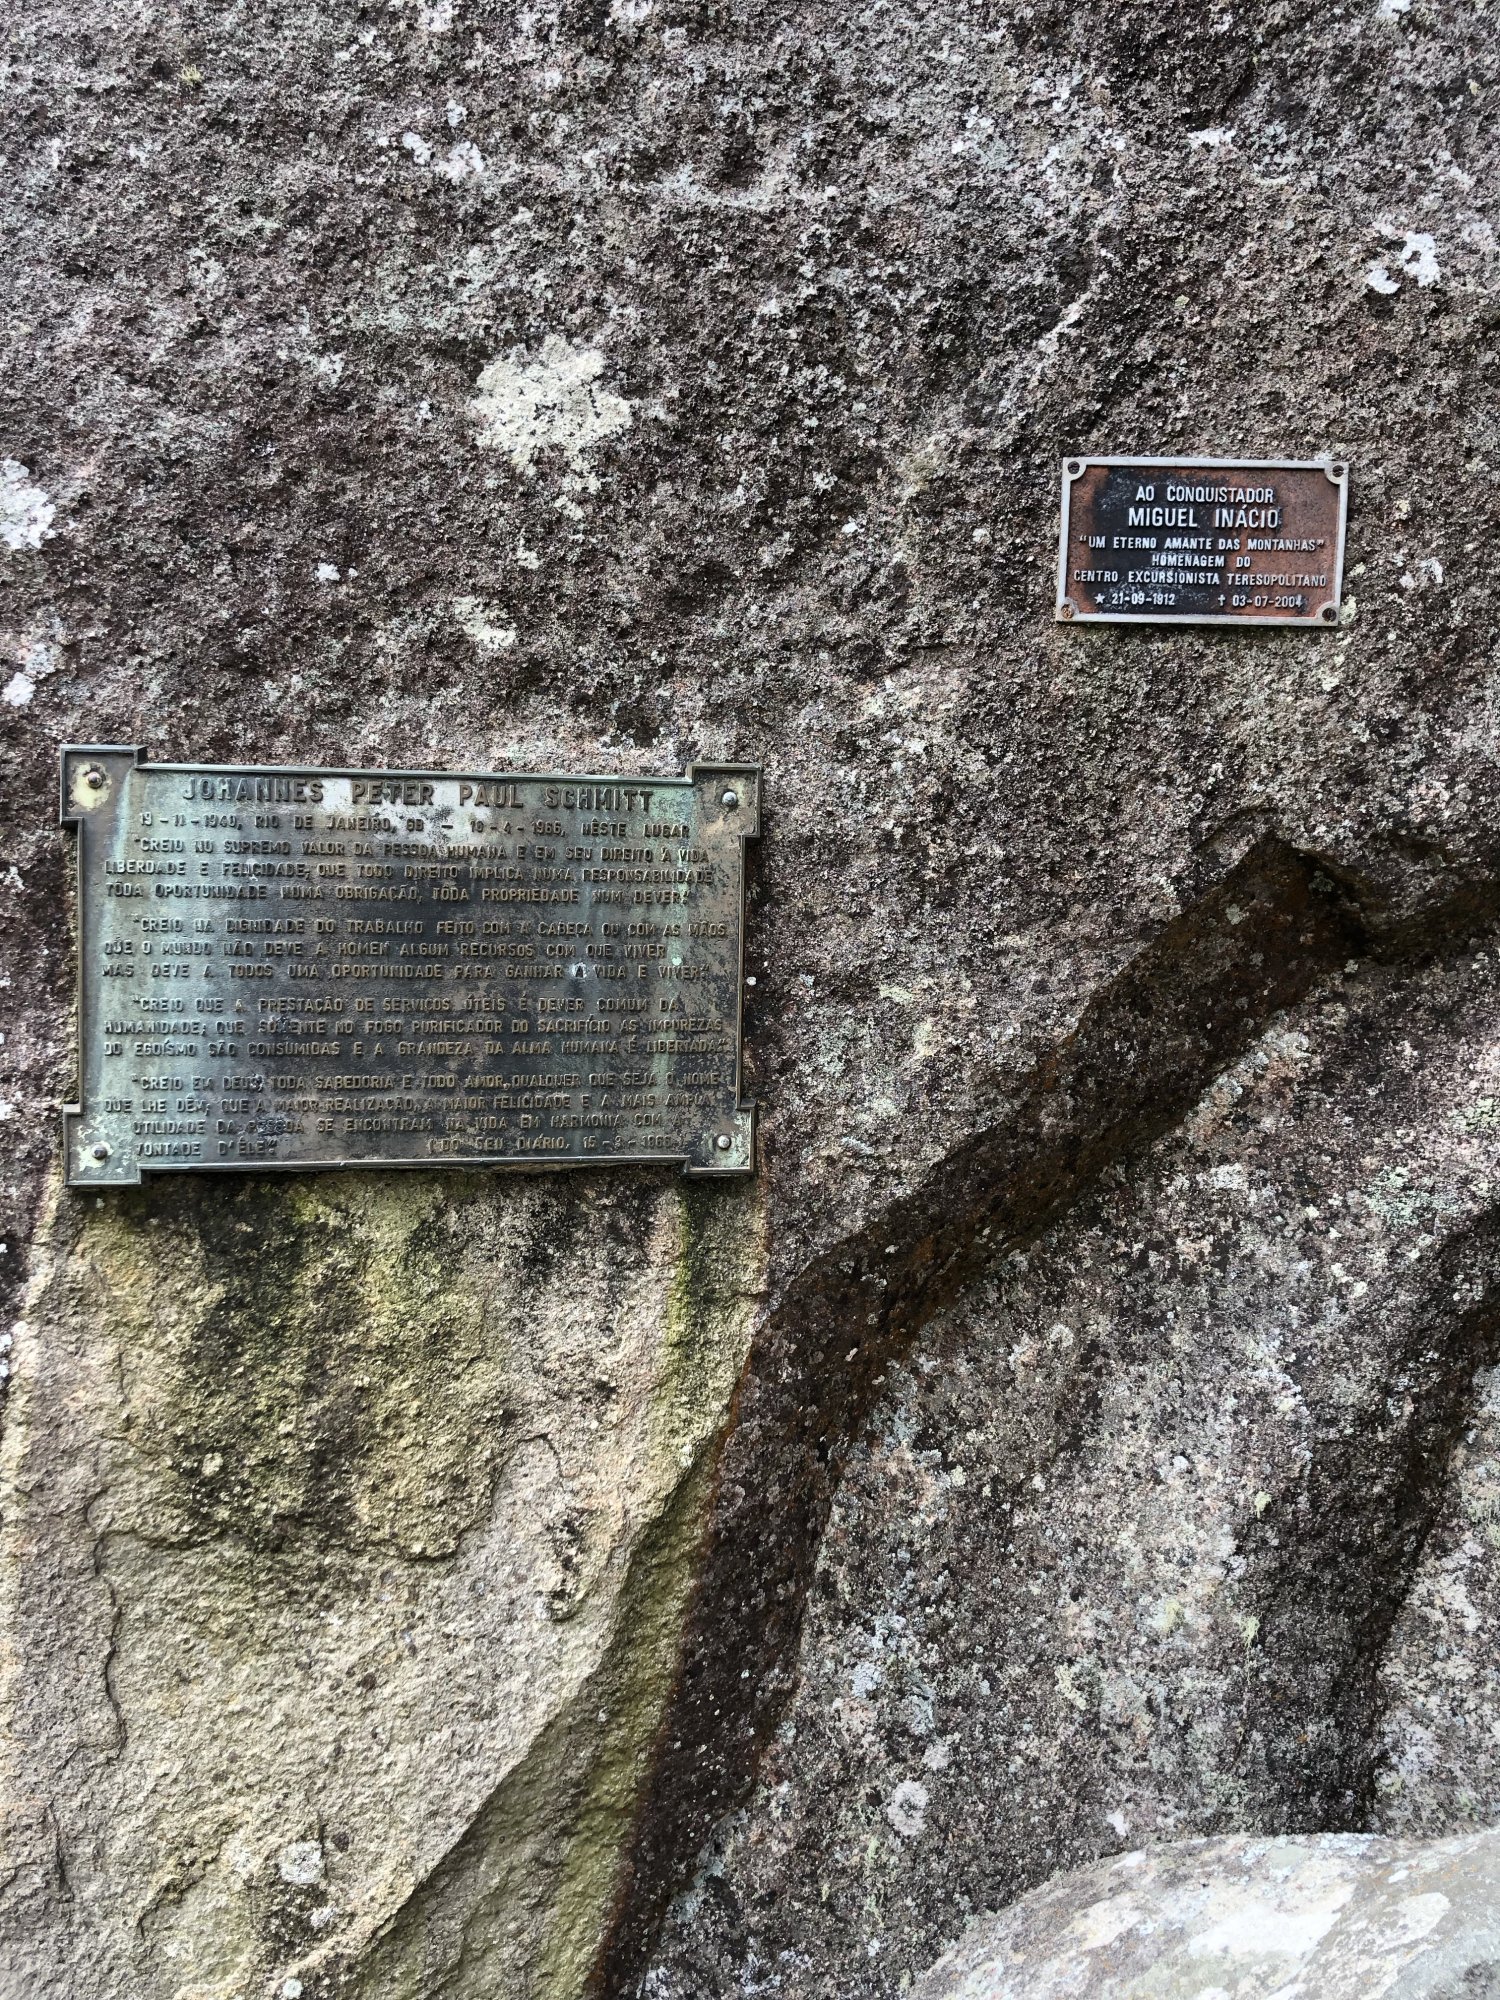 AO CONQUISTADOR
MIGUEL INÁCIO
"UM ETERNO AMANTE DAS MONTANHAS"
HOMENAGEM DO
CENTRO EXCURSIONISTA TERESOPOLITANO
★ 21-09-1912 ✝ 03-07-2004
JOHANNES PETER PAUL SCHMITT
19-11-1940, RIO DE JANEIRO, GB — 10-4-1966, NÊSTE LUGAR
"CREIO NO SUPREMO VALOR DA PESSOA HUMANA E EM SEU DIREITO À VIDA
LIBERDADE E FELICIDADE; QUE TODO DIREITO IMPLICA NUMA RESPONSABILIDADE
TÔDA OPORTUNIDADE NUMA OBRIGAÇÃO, TÔDA PROPRIEDADE NUM DEVER"
"CREIO NA DIGNIDADE DO TRABALHO FEITO COM A CABEÇA OU COM AS MÃOS
QUE O MUNDO NÃO DEVE A HOMEM ALGUM RECURSOS COM QUE VIVER
MAS DEVE A TODOS UMA OPORTUNIDADE PARA GANHAR A VIDA E VIVER"
"CREIO QUE A PRESTAÇÃO DE SERVICOS ÚTEIS É DEVER COMUM DA
HUMANIDADE; QUE SOMENTE NO FOGO PURIFICADOR DO SACRIFÍCIO AS IMPUREZAS
DO EGOÍSMO SÃO CONSUMIDAS E A GRANDEZA DA ALMA HUMANA É LIBERTADA"
"CREIO EM DEUS, TODA SABEDORIA E TODO AMOR, QUALQUER QUE SEJA O NOME
QUE LHE DÊM; QUE A MAIOR REALIZAÇÃO, A MAIOR FELICIDADE E A MAIS AMPLA
UTILIDADE DA PESSOA SE ENCONTRAM NA VIDA EM HARMONIA COM A
VONTADE D'ÊLE" (DO SEU DIÁRIO, 15-3-1966)